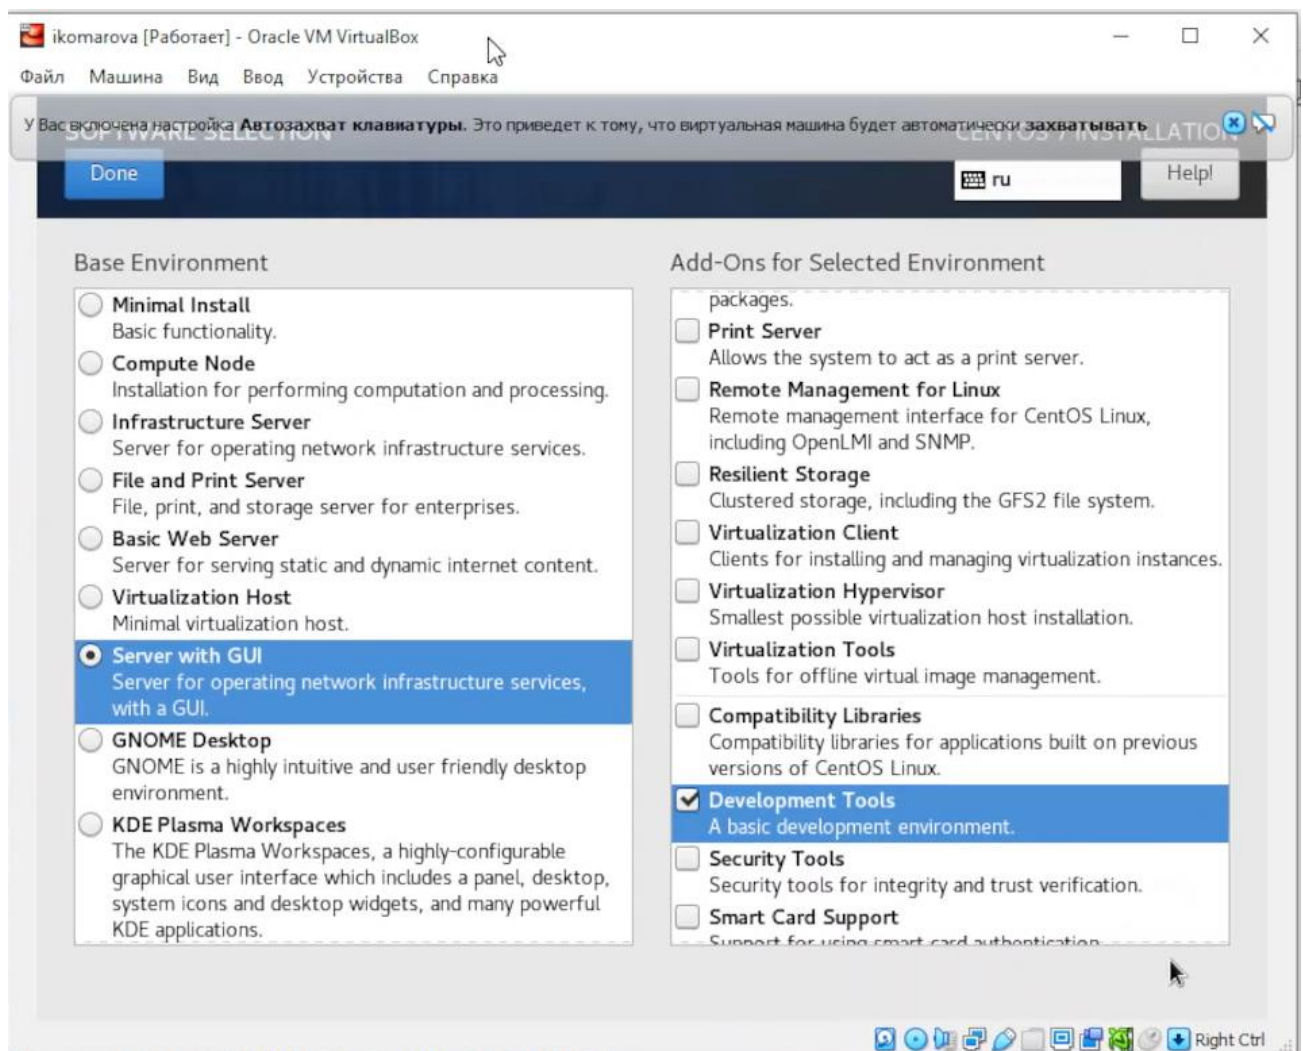 ikomarova [Работает] - Oracle VM VirtualBox
Файл Машина Вид Ввод Устройства Справка
У Вас включена настройка Автозахват клавиатуры. Это приведет к тому, что виртуальная машина будет автоматически захватывать
SOFTWARE SELECTION
CENTOS 7 INSTALLATION
Done
ru
Help!
Base Environment
Minimal Install
Basic functionality.
Compute Node
Installation for performing computation and processing.
Infrastructure Server
Server for operating network infrastructure services.
File and Print Server
File, print, and storage server for enterprises.
Basic Web Server
Server for serving static and dynamic internet content.
Virtualization Host
Minimal virtualization host.
Server with GUI
Server for operating network infrastructure services,
with a GUI.
GNOME Desktop
GNOME is a highly intuitive and user friendly desktop
environment.
KDE Plasma Workspaces
The KDE Plasma Workspaces, a highly-configurable
graphical user interface which includes a panel, desktop,
system icons and desktop widgets, and many powerful
KDE applications.
Add-Ons for Selected Environment
packages.
Print Server
Allows the system to act as a print server.
Remote Management for Linux
Remote management interface for CentOS Linux,
including OpenLMI and SNMP.
Resilient Storage
Clustered storage, including the GFS2 file system.
Virtualization Client
Clients for installing and managing virtualization instances.
Virtualization Hypervisor
Smallest possible virtualization host installation.
Virtualization Tools
Tools for offline virtual image management.
Compatibility Libraries
Compatibility libraries for applications built on previous
versions of CentOS Linux.
Development Tools
A basic development environment.
Security Tools
Security tools for integrity and trust verification.
Smart Card Support
Support for using smart card authentication
Right Ctrl